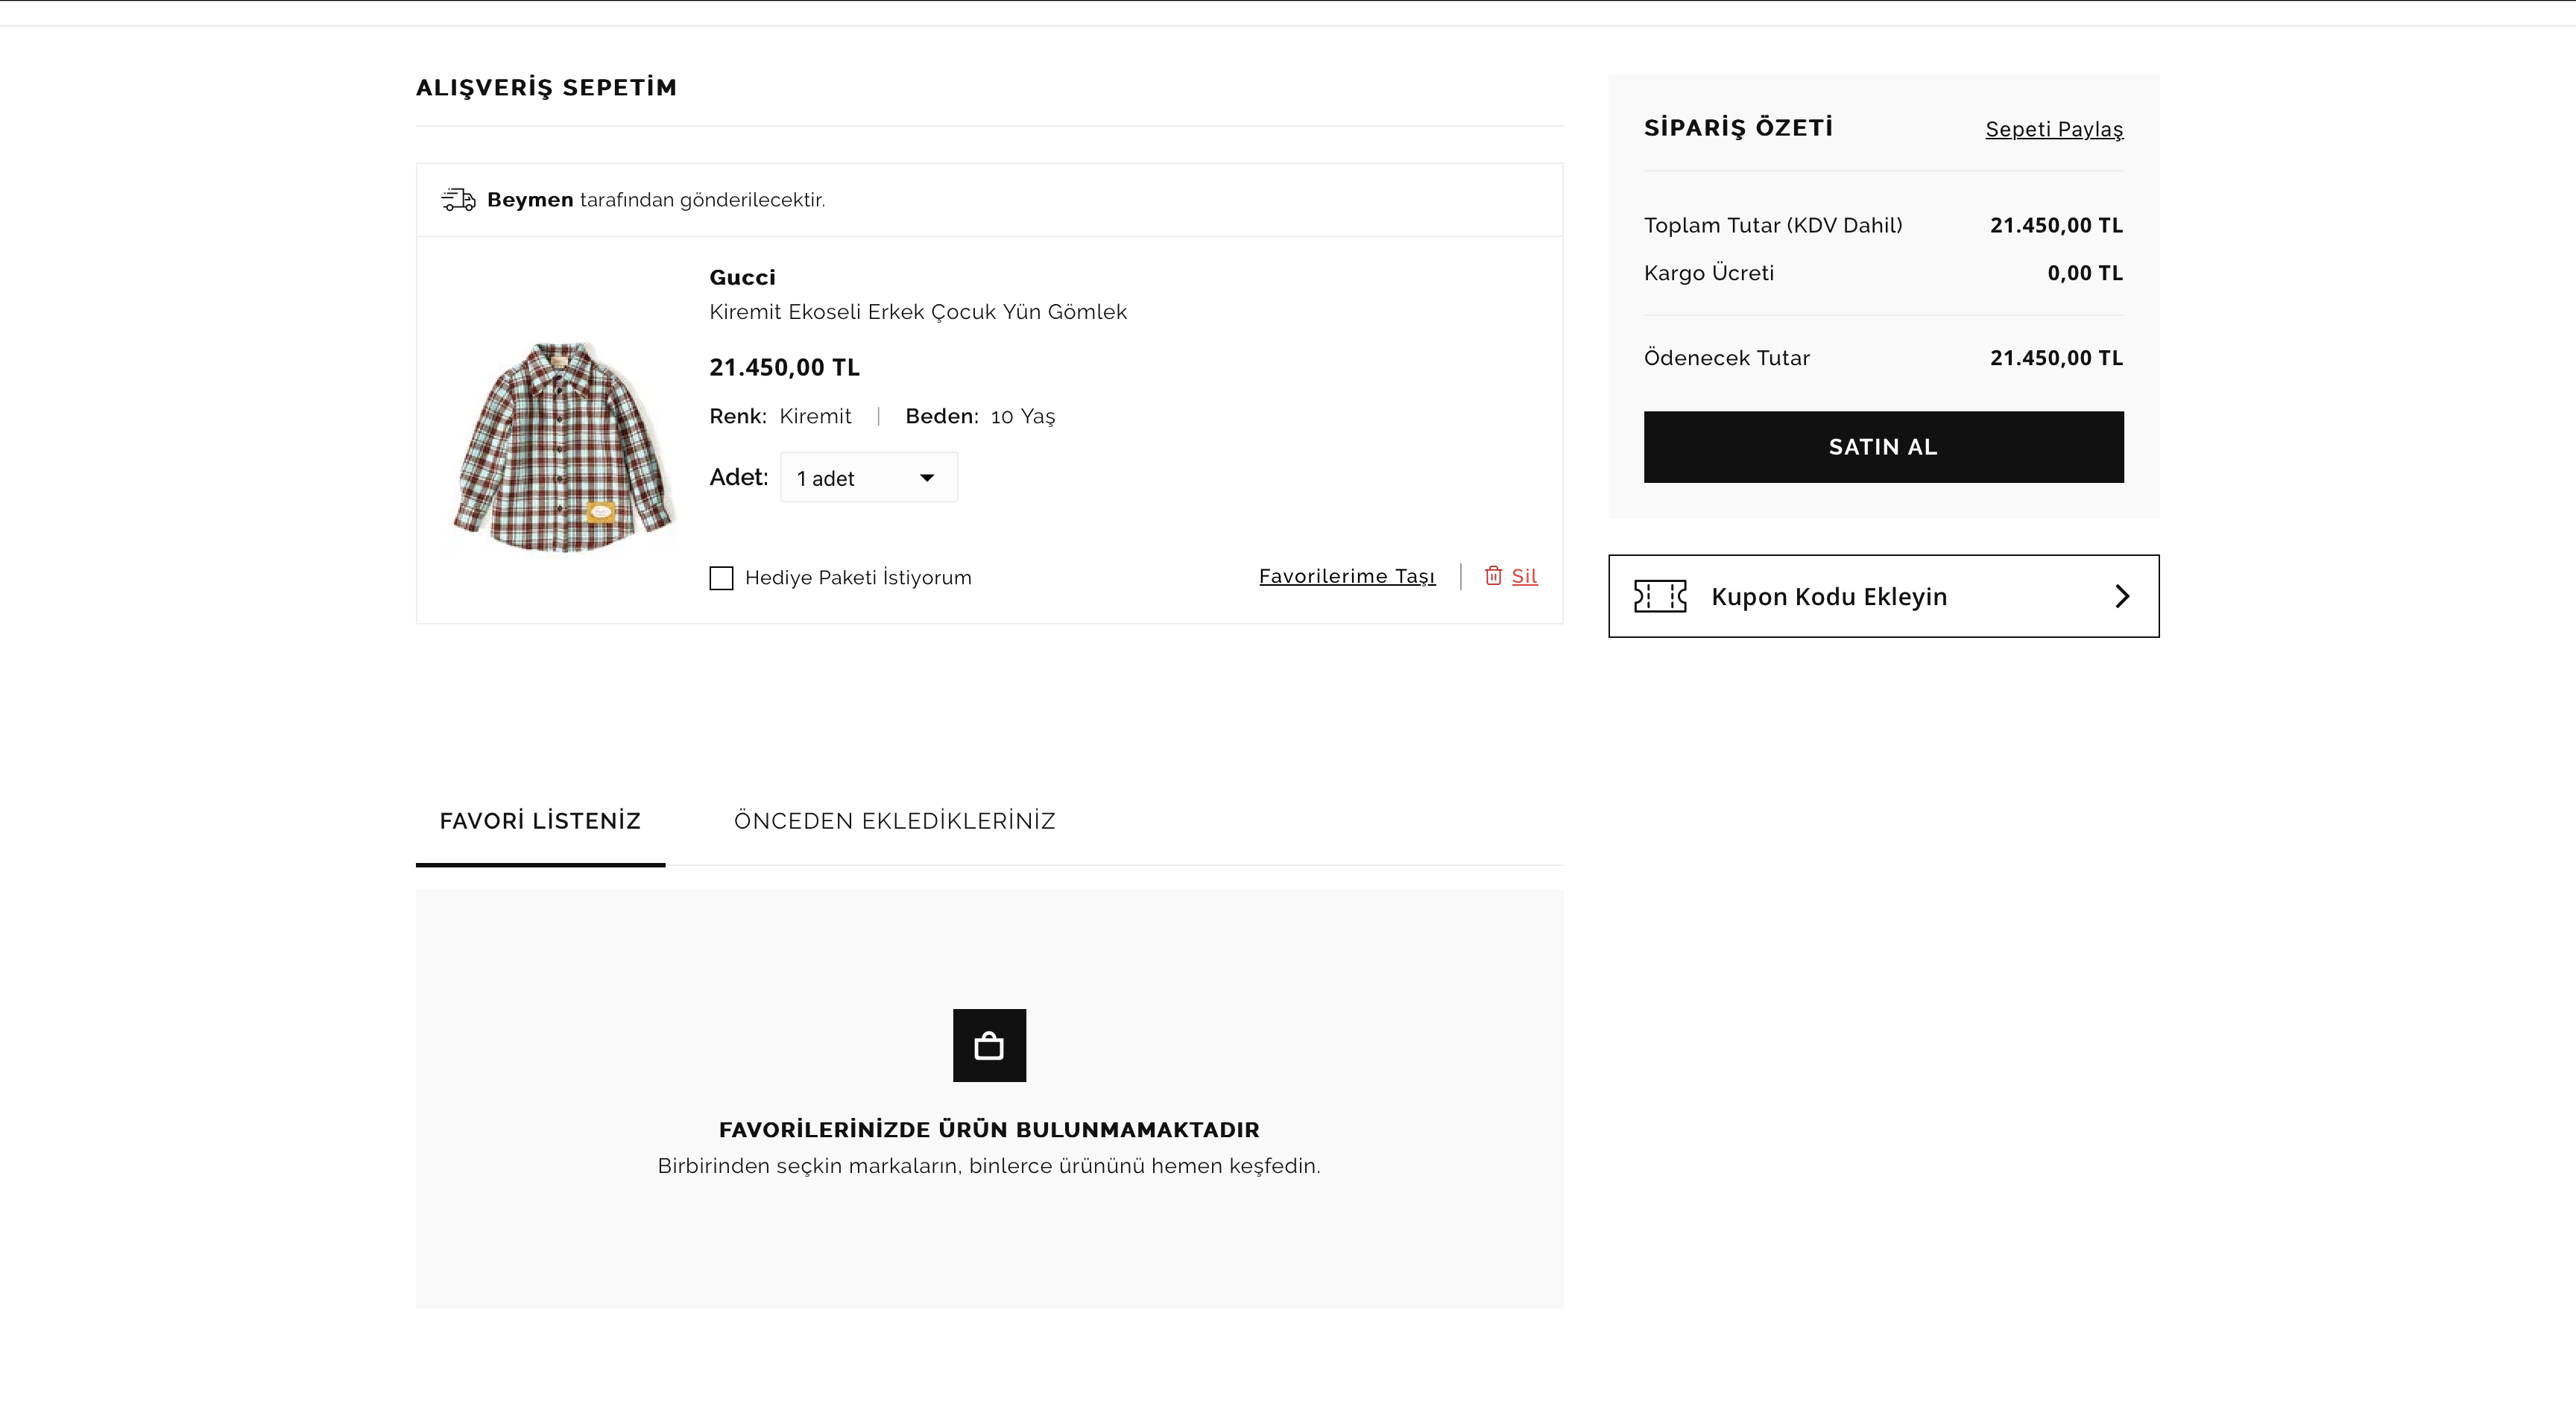 ALIŞVERİŞ SEPETİM
Beymen tarafından gönderilecektir.
Gucci
Kiremit Ekoseli Erkek Çocuk Yün Gömlek
21.450,00 TL
Renk: Kiremit | Beden: 10 Yaş
Adet: 1 adet
Hediye Paketi İstiyorum
Favorilerime Taşı | Sil
SİPARİŞ ÖZETİ Sepeti Paylaş
Toplam Tutar (KDV Dahil) 21.450,00 TL
Kargo Ücreti 0,00 TL
Ödenecek Tutar 21.450,00 TL
SATIN AL
Kupon Kodu Ekleyin
FAVORİ LİSTENİZ ÖNCEDEN EKLEDİKLERİNİZ
FAVORİLERİNİZDE ÜRÜN BULUNMAMAKTADIR
Birbirinden seçkin markaların, binlerce ürününü hemen keşfedin.